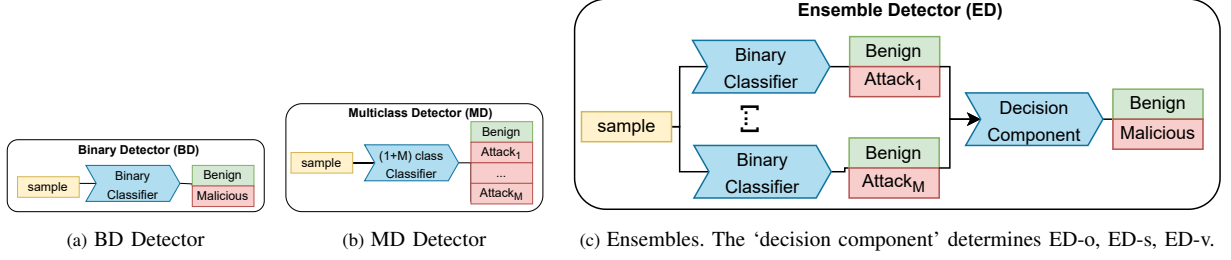 Binary Detector (BD)
sample
Binary
Classifier
Benign
Malicious
(a) BD Detector
Multiclass Detector (MD)
sample
(1+M) class
Classifier
Benign
Attack₁
...
Attack_M
(b) MD Detector
Ensemble Detector (ED)
sample
Binary
Classifier
Benign
Attack₁
[...]
Binary
Classifier
Benign
Attack_M
Decision
Component
Benign
Malicious
(c) Ensembles. The ‘decision component’ determines ED-o, ED-s, ED-v.